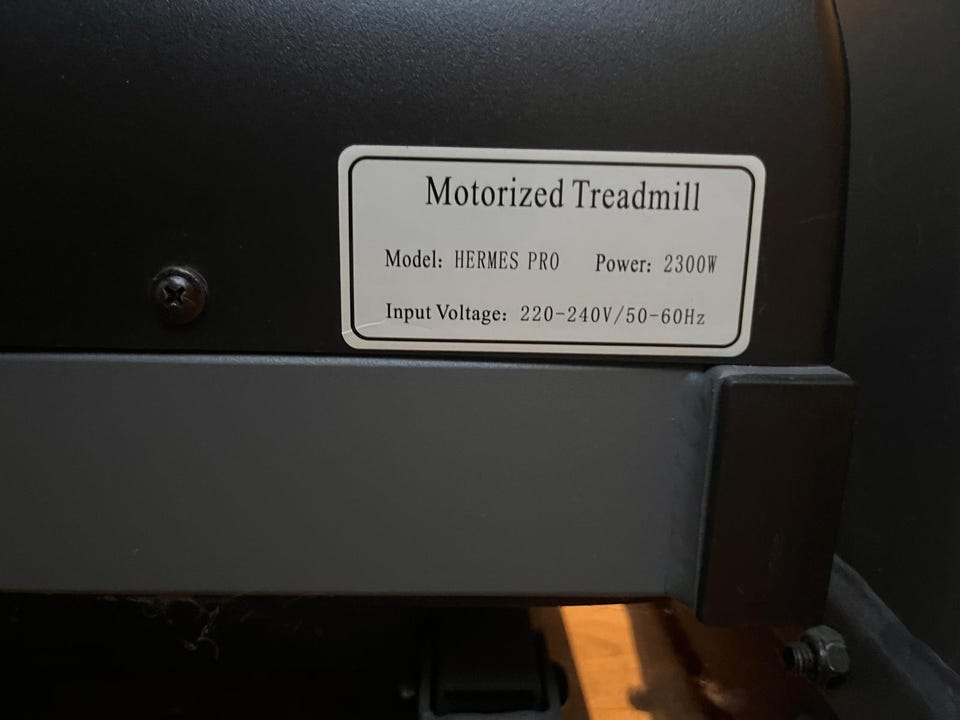 Motorized Treadmill
Model: HERMES PRO Power: 2300W
Input Voltage: 220-240V/50-60Hz